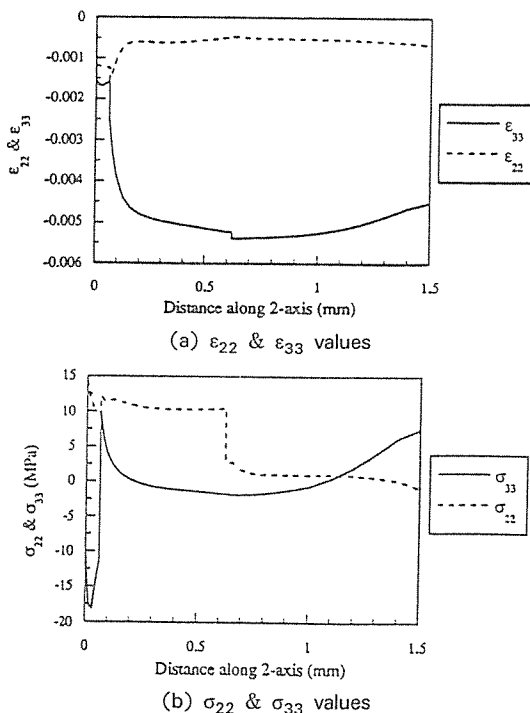 0
-0.001
-0.002
-0.003
-0.004
-0.005
-0.006
ε22 & ε33
0 0.5 1 1.5
Distance along 2-axis (mm)
ε33
ε22
(a) ε22 & ε33 values
15
10
5
0
-5
-10
-15
-20
σ22 & σ33 (MPa)
0 0.5 1 1.5
Distance along 2-axis (mm)
σ33
σ22
(b) σ22 & σ33 values